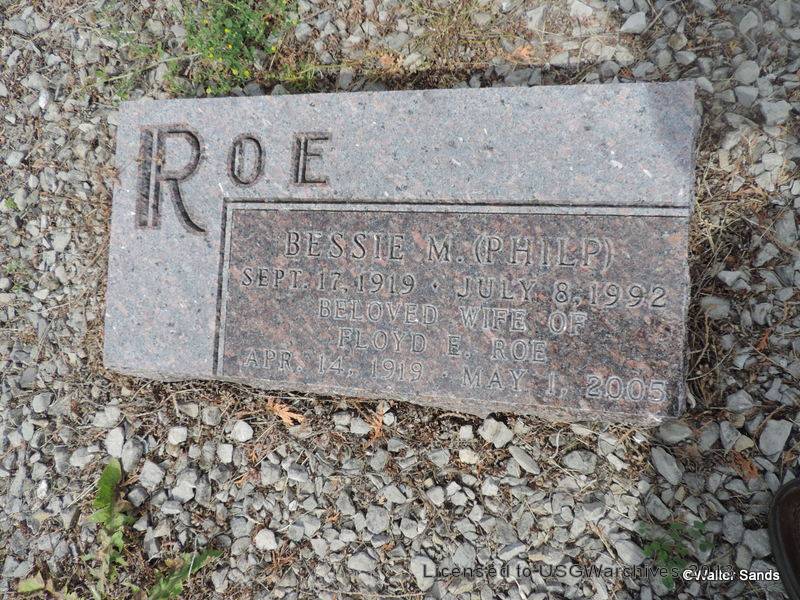 ROE
BESSIE M. (PHILP)
SEPT. 17, 1919 · JULY 8, 1992
BELOVED WIFE OF
FLOYD E. ROE
APR. 14, 1919 · MAY 1, 2005
Licensed to USGWarchives
©Walter Sands